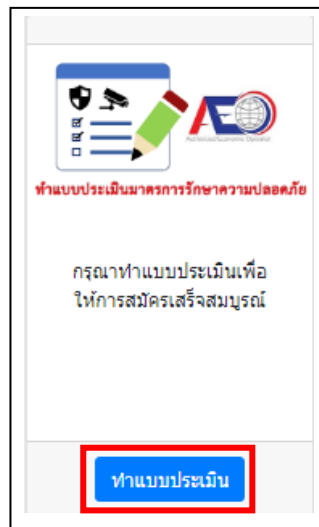 AEO
Authorized Economic Operator
ทำแบบประเมินมาตรการรักษาความปลอดภัย
กรุณาทำแบบประเมินเพื่อ
ให้การสมัครเสร็จสมบูรณ์
ทำแบบประเมิน